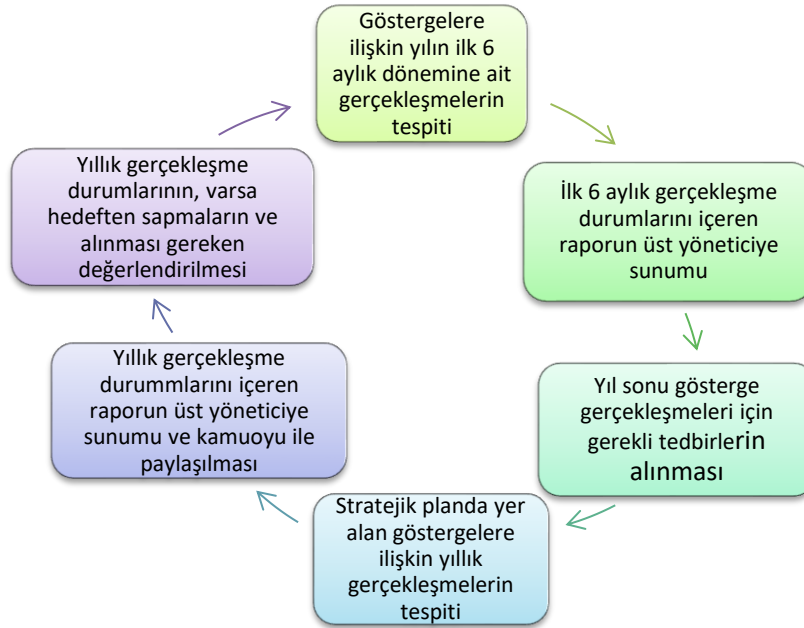 Göstergelere
ilişkin yılın ilk 6
aylık dönemine ait
gerçekleşmelerin
tespiti
İlk 6 aylık gerçekleşme
durumlarını içeren
raporun üst yöneticiye
sunumu
Yıl sonu gösterge
gerçekleşmeleri için
gerekli tedbirlerin
alınması
Stratejik planda yer
alan göstergelere
ilişkin yıllık
gerçekleşmelerin
tespiti
Yıllık gerçekleşme
durummlarını içeren
raporun üst yöneticiye
sunumu ve kamuoyu ile
paylaşılması
Yıllık gerçekleşme
durumlarının, varsa
hedeften sapmaların ve
alınması gereken
değerlendirilmesi